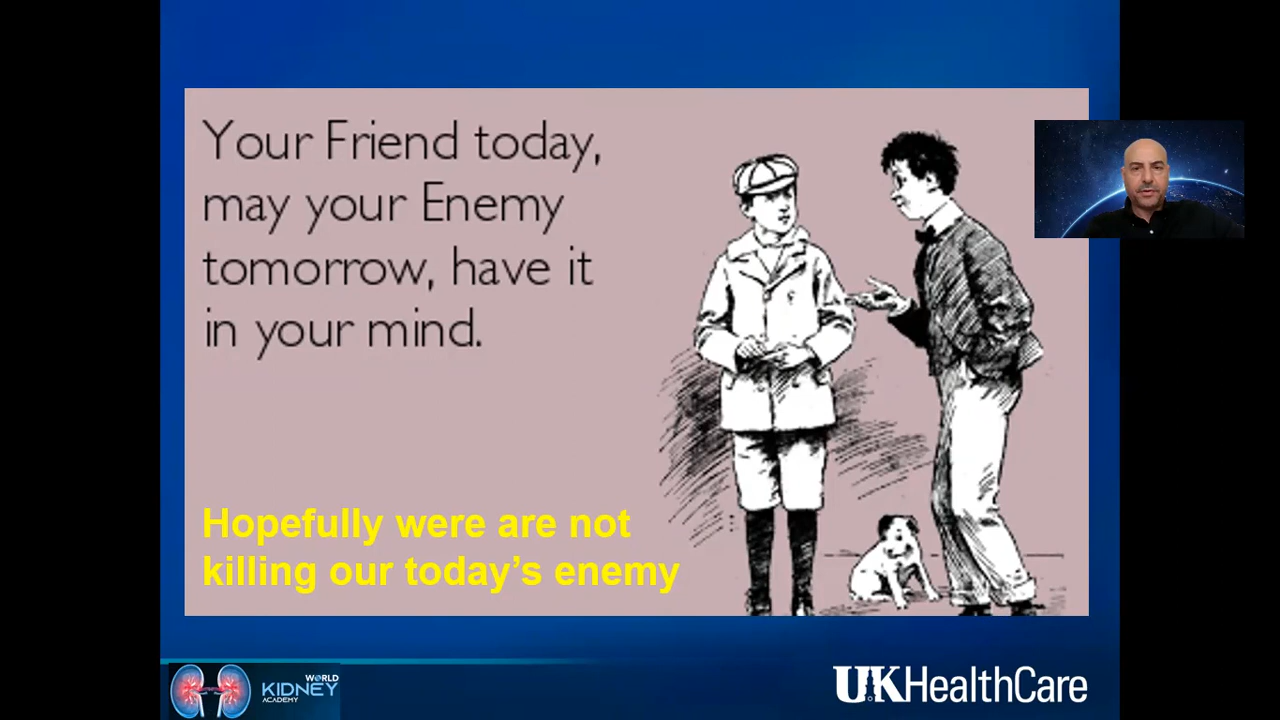 Your Friend today,
may your Enemy
tomorrow, have it
in your mind.
Hopefully were are not
killing our today's enemy
WORLD
KIDNEY
ACADEMY
UKHealthCare